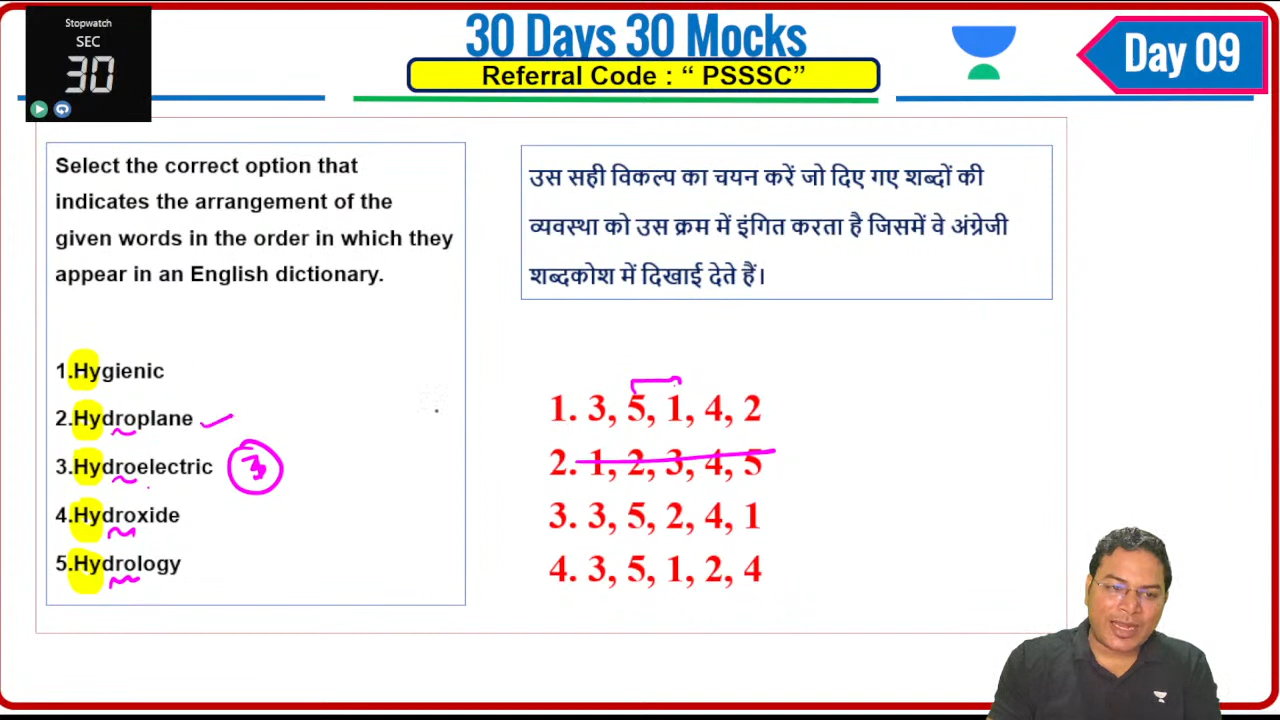 Stopwatch
SEC
30
30 Days 30 Mocks
Referral Code : “ PSSSC”
Day 09
Select the correct option that
indicates the arrangement of the
given words in the order in which they
appear in an English dictionary.
1.Hygienic
2.Hydroplane
3.Hydroelectric
3
4.Hydroxide
5.Hydrology
उस सही विकल्प का चयन करें जो दिए गए शब्दों की
व्यवस्था को उस क्रम में इंगित करता है जिसमें वे अंग्रेजी
शब्दकोश में दिखाई देते हैं।
1. 3, 5, 1, 4, 2
2. 1, 2, 3, 4, 5
3. 3, 5, 2, 4, 1
4. 3, 5, 1, 2, 4